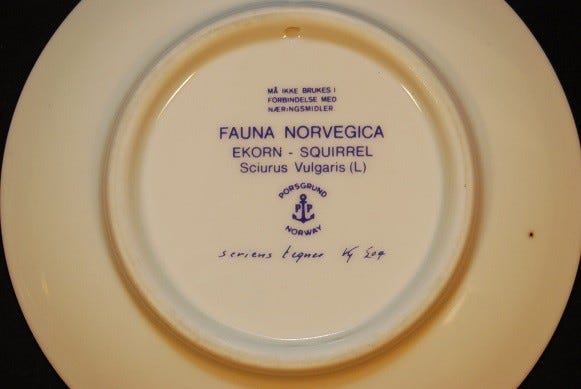 MÅ IKKE BRUKES I
FORBINDELSE MED
NÆRINGSMIDLER
FAUNA NORVEGICA
EKORN - SQUIRREL
Sciurus Vulgaris (L)
PORSGRUND
P P
NORWAY
seriens tegner